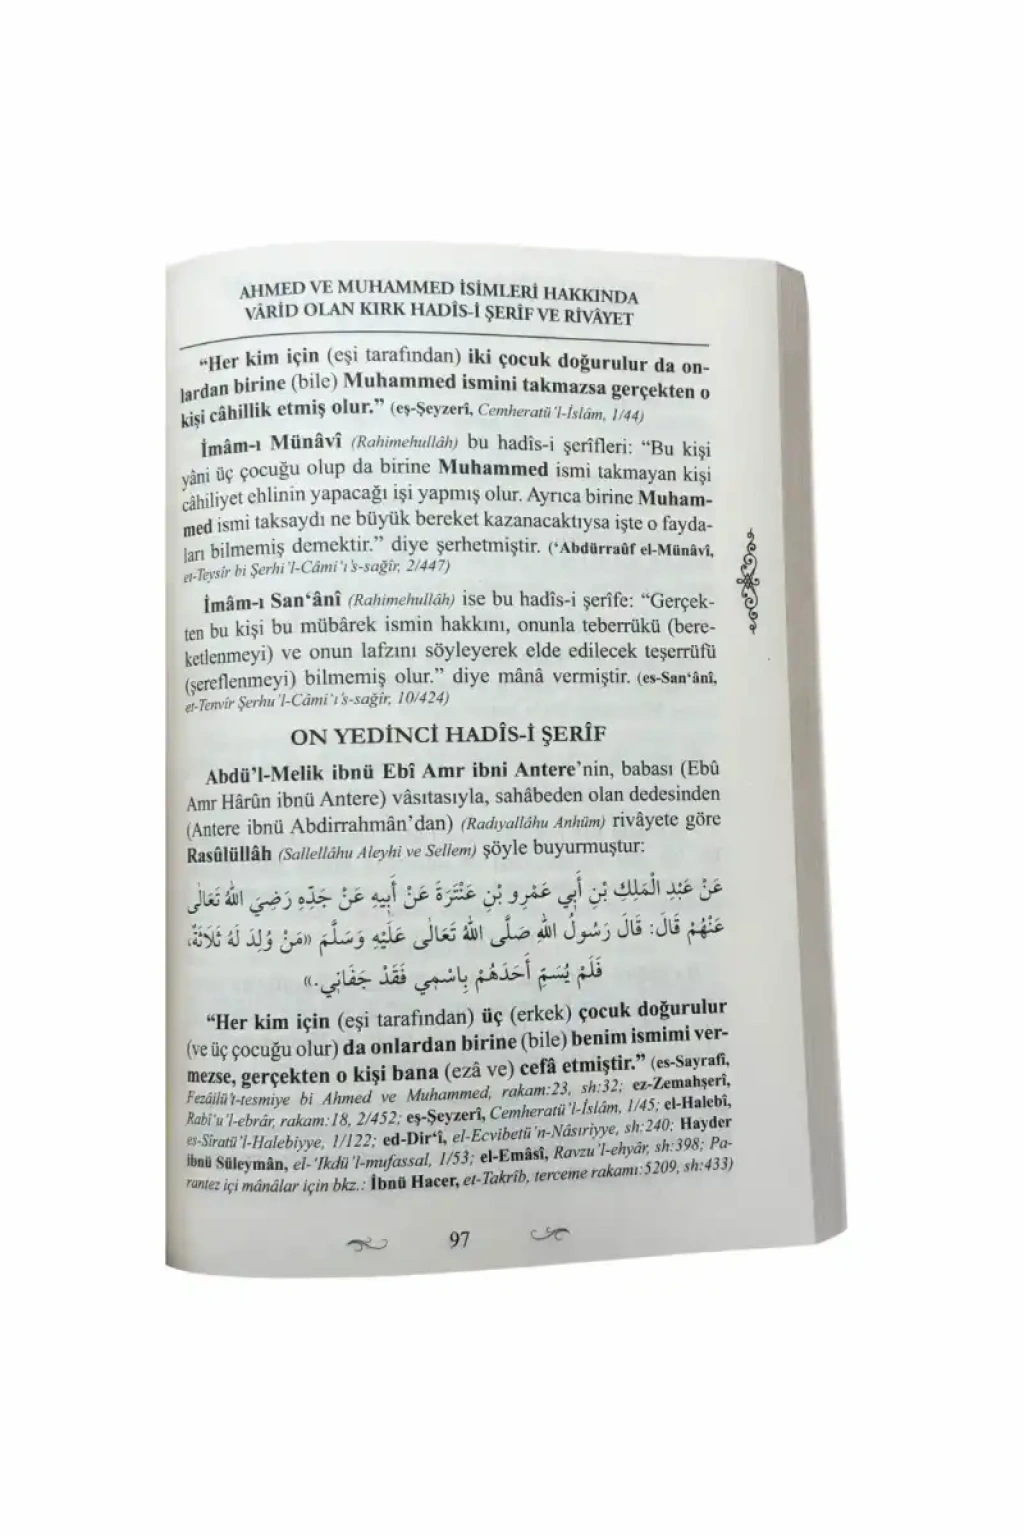 AHMED VE MUHAMMED İSİMLERİ HAKKINDA
VÂRİD OLAN KIRK HADÎS-İ ŞERÎF VE RİVÂYET
“Her kim için (eşi tarafından) iki çocuk doğurulur da on-
lardan birine (bile) Muhammed ismini takmazsa gerçekten o
kişi câhillik etmiş olur.” (eş-Şeyzerî, Cemheratü’l-İslâm, 1/44)
İmâm-ı Münâvî (Rahimehullâh) bu hadîs-i şerîfleri: “Bu kişi
yâni üç çocuğu olup da birine Muhammed ismi takmayan kişi
câhiliyet ehlinin yapacağı işi yapmış olur. Ayrıca birine Muham-
med ismi taksaydı ne büyük bereket kazanacaktıysa işte o fayda-
ları bilmemiş demektir.” diye şerhetmiştir. (‘Abdürraûf el-Münâvî,
et-Teysîr bi Şerhi’l-Câmi‘ı’s-sağîr, 2/447)
İmâm-ı San‘ânî (Rahimehullâh) ise bu hadîs-i şerîfe: “Gerçek-
ten bu kişi bu mübârek ismin hakkını, onunla teberrükü (bere-
ketlenmeyi) ve onun lafzını söyleyerek elde edilecek teşerrüfü
(şereflenmeyi) bilmemiş olur.” diye mânâ vermiştir. (es-San‘ânî,
et-Tenvîr Şerhu’l-Câmi‘ı’s-sağîr, 10/424)
ON YEDİNCİ HADÎS-İ ŞERÎF
Abdü’l-Melik ibnü Ebî Amr ibni Antere’nin, babası (Ebû
Amr Hârûn ibnü Antere) vâsıtasıyla, sahâbeden olan dedesinden
(Antere ibnü Abdirrahmân’dan) (Radıyallâhu Anhüm) rivâyete göre
Rasûlüllâh (Sallellâhu Aleyhi ve Sellem) şöyle buyurmuştur:
عَنْ عَبْدِ الْمَلِكِ بْنِ أَبِي عَمْرِو بْنِ عَنْتَرَةَ عَنْ أَبِيهِ عَنْ جَدِّهِ رَضِيَ اللهُ تَعَالٰى
عَنْهُمْ قَالَ: قَالَ رَسُولُ اللهِ صَلَّى اللهُ تَعَالٰى عَلَيْهِ وَسَلَّمَ «مَنْ وُلِدَ لَهُ ثَلَاثَةٌ،
فَلَمْ يُسَمِّ أَحَدَهُمْ بِاسْمِي فَقَدْ جَفَانِي.»
“Her kim için (eşi tarafından) üç (erkek) çocuk doğurulur
(ve üç çocuğu olur) da onlardan birine (bile) benim ismimi ver-
mezse, gerçekten o kişi bana (ezâ ve) cefâ etmiştir.” (es-Sayrafî,
Fezâilü’t-tesmiye bi Ahmed ve Muhammed, rakam:23, sh:32; ez-Zemahşerî,
Rabî‘u’l-ebrâr, rakam:18, 2/452; eş-Şeyzerî, Cemheratü’l-İslâm, 1/45; el-Halebî,
es-Sîratü’l-Halebiyye, 1/122; ed-Dir‘î, el-Ecvibetü’n-Nâsıriyye, sh:240; Hayder
ibnü Süleymân, el-‘Ikdü’l-mufassal, 1/53; el-Emâsî, Ravzu’l-ehyâr, sh:398; Pa-
rantez içi mânâlar için bkz.: İbnü Hacer, et-Takrîb, terceme rakamı:5209, sh:433)
97